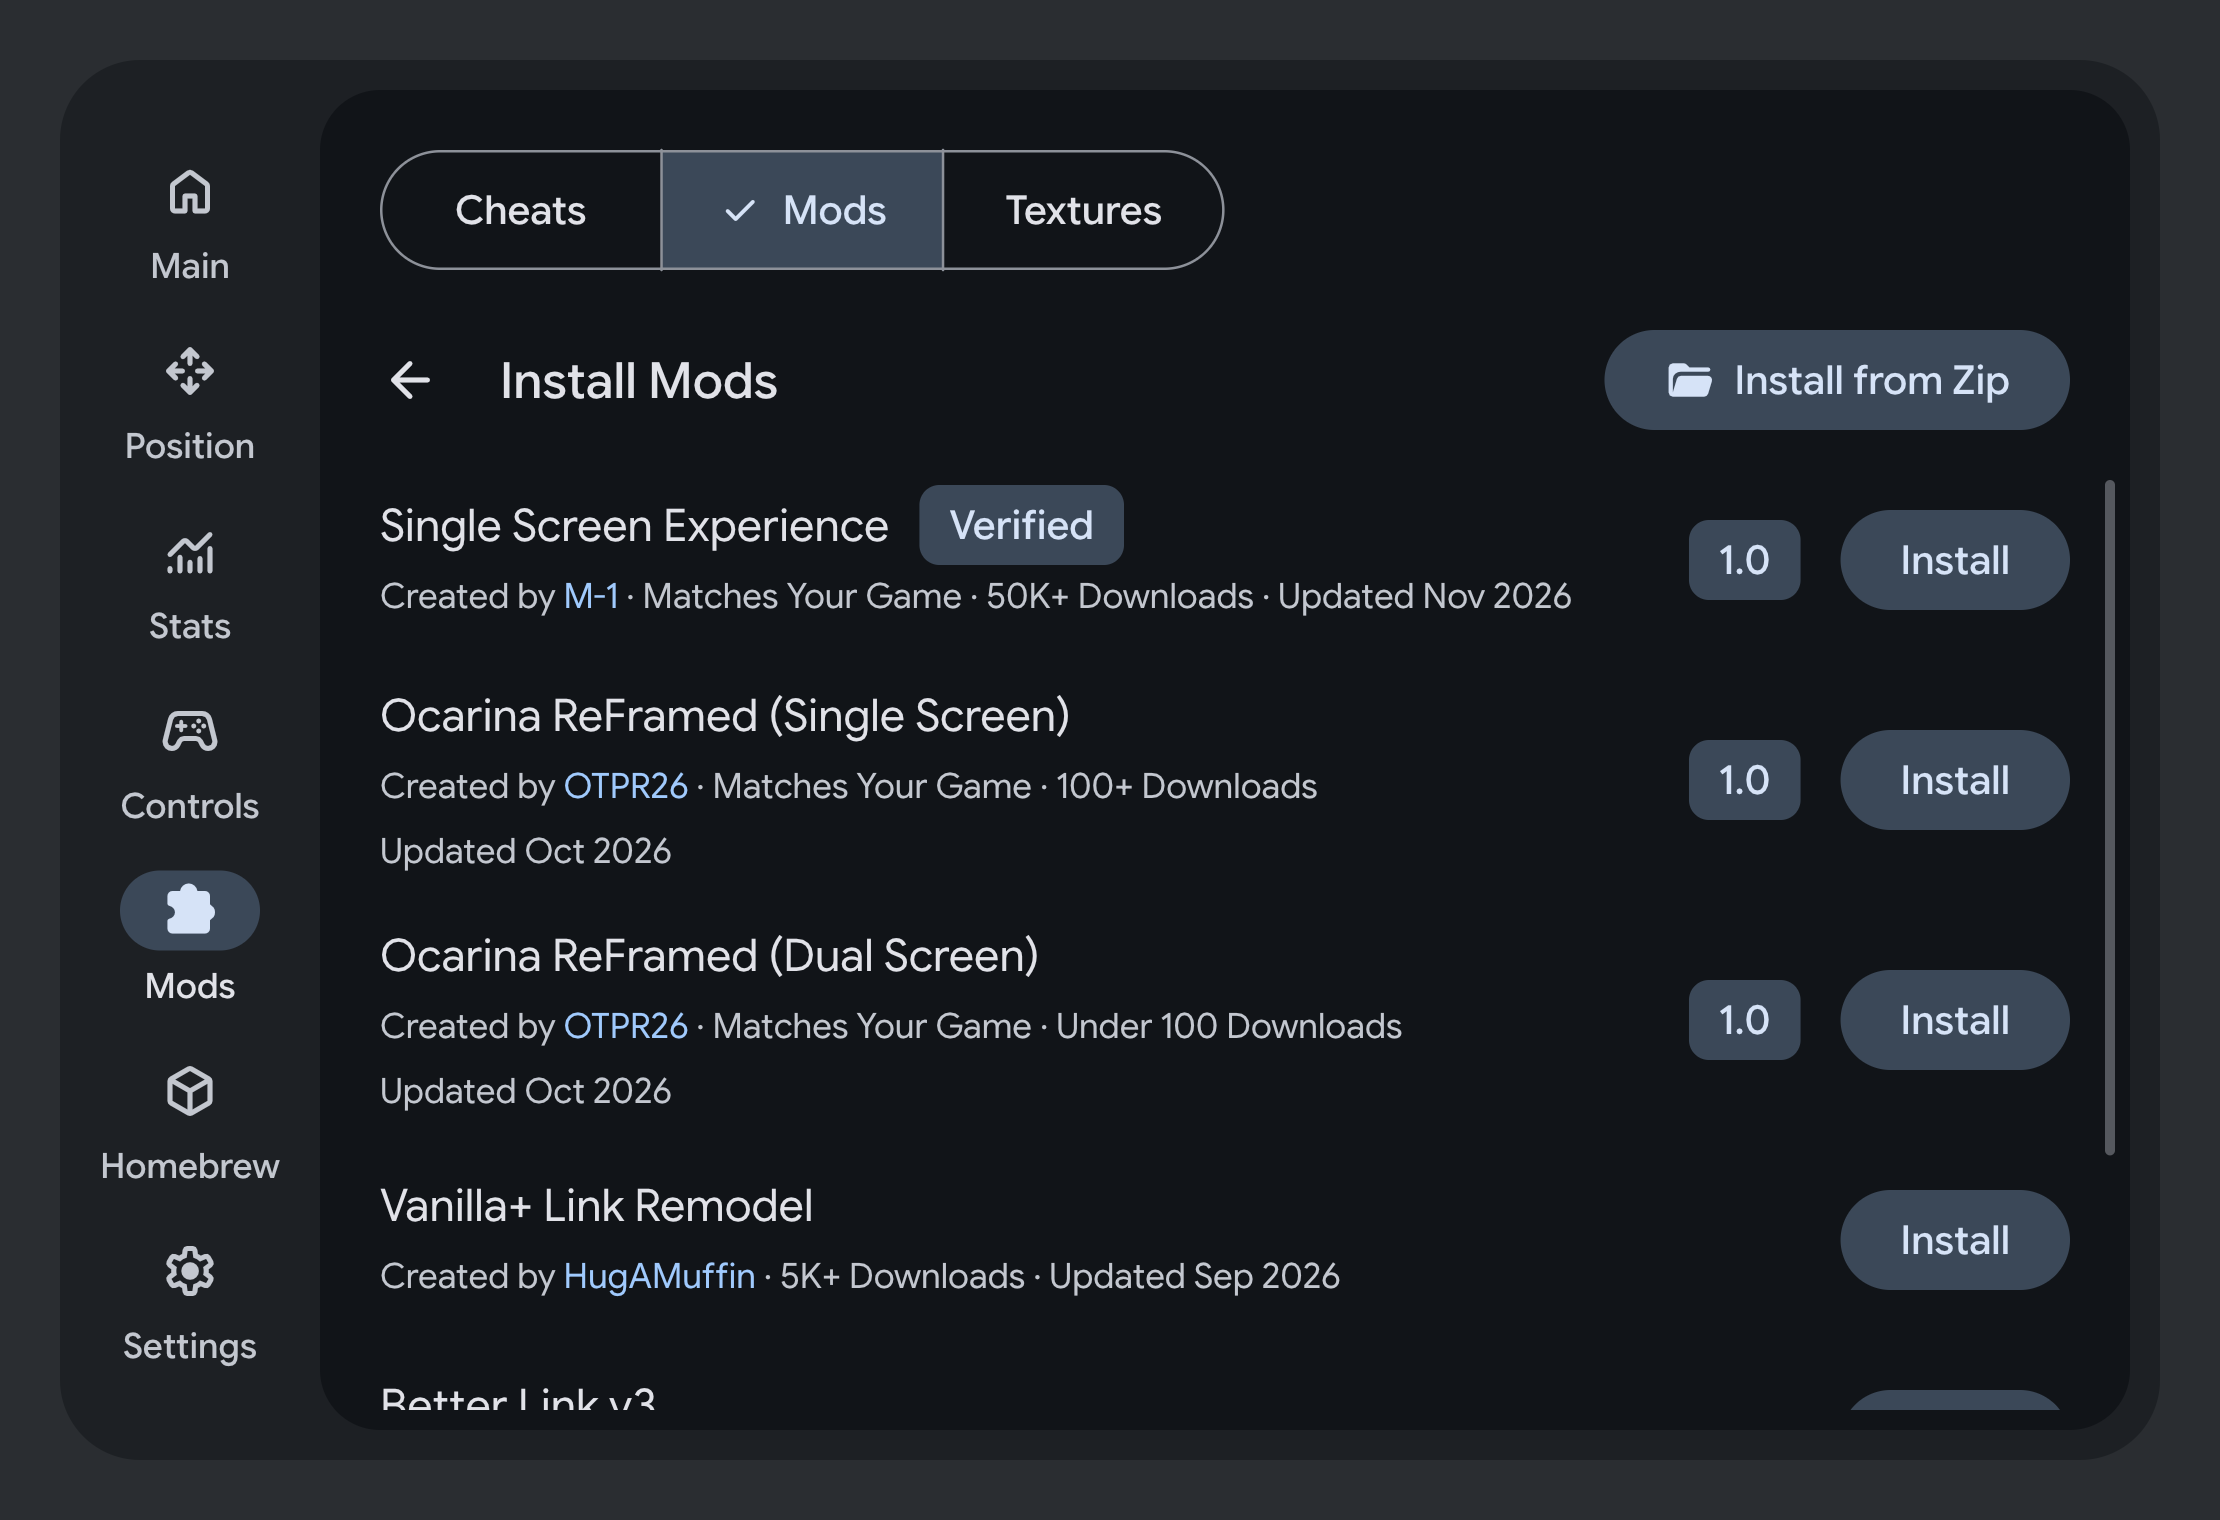 Main
Position
Stats
Controls
Mods
Homebrew
Settings
Cheats
Mods
Textures
Install Mods
Install from Zip
Single Screen Experience
Verified
Created by M-1 · Matches Your Game · 50K+ Downloads · Updated Nov 2026
1.0
Install
Ocarina ReFramed (Single Screen)
Created by OTPR26 · Matches Your Game · 100+ Downloads
Updated Oct 2026
1.0
Install
Ocarina ReFramed (Dual Screen)
Created by OTPR26 · Matches Your Game · Under 100 Downloads
Updated Oct 2026
1.0
Install
Vanilla+ Link Remodel
Created by HugAMuffin · 5K+ Downloads · Updated Sep 2026
Install
Better Link v3